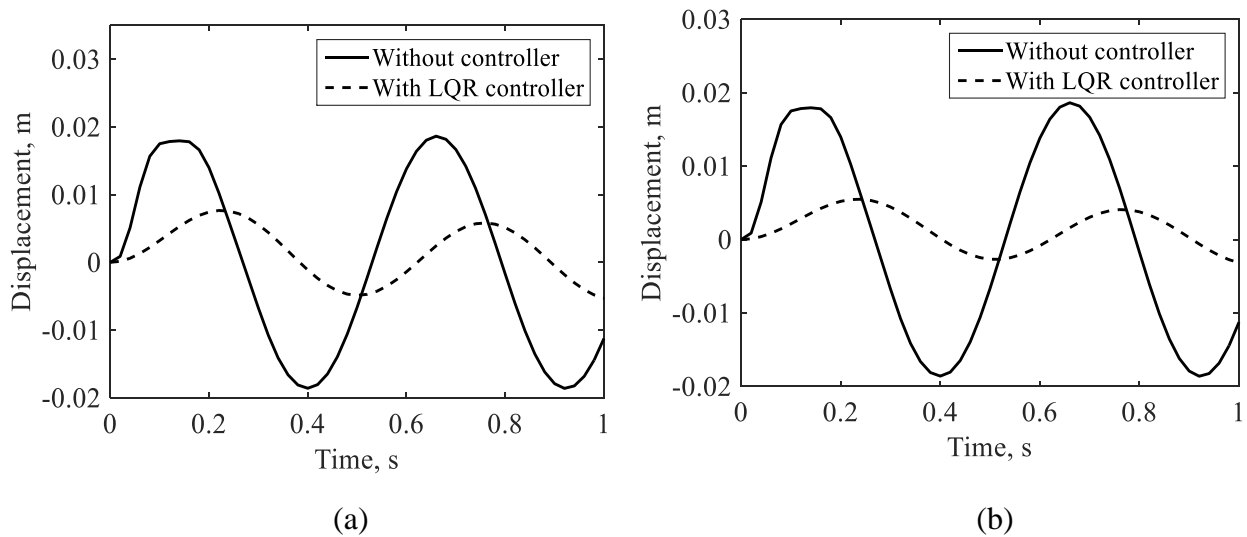 0.03
0.02
0.01
0
-0.01
-0.02
Displacement, m
Without controller
With LQR controller
0 0.2 0.4 0.6 0.8 1
Time, s
(a)
0.03
0.02
0.01
0
-0.01
-0.02
Displacement, m
Without controller
With LQR controller
0 0.2 0.4 0.6 0.8 1
Time, s
(b)